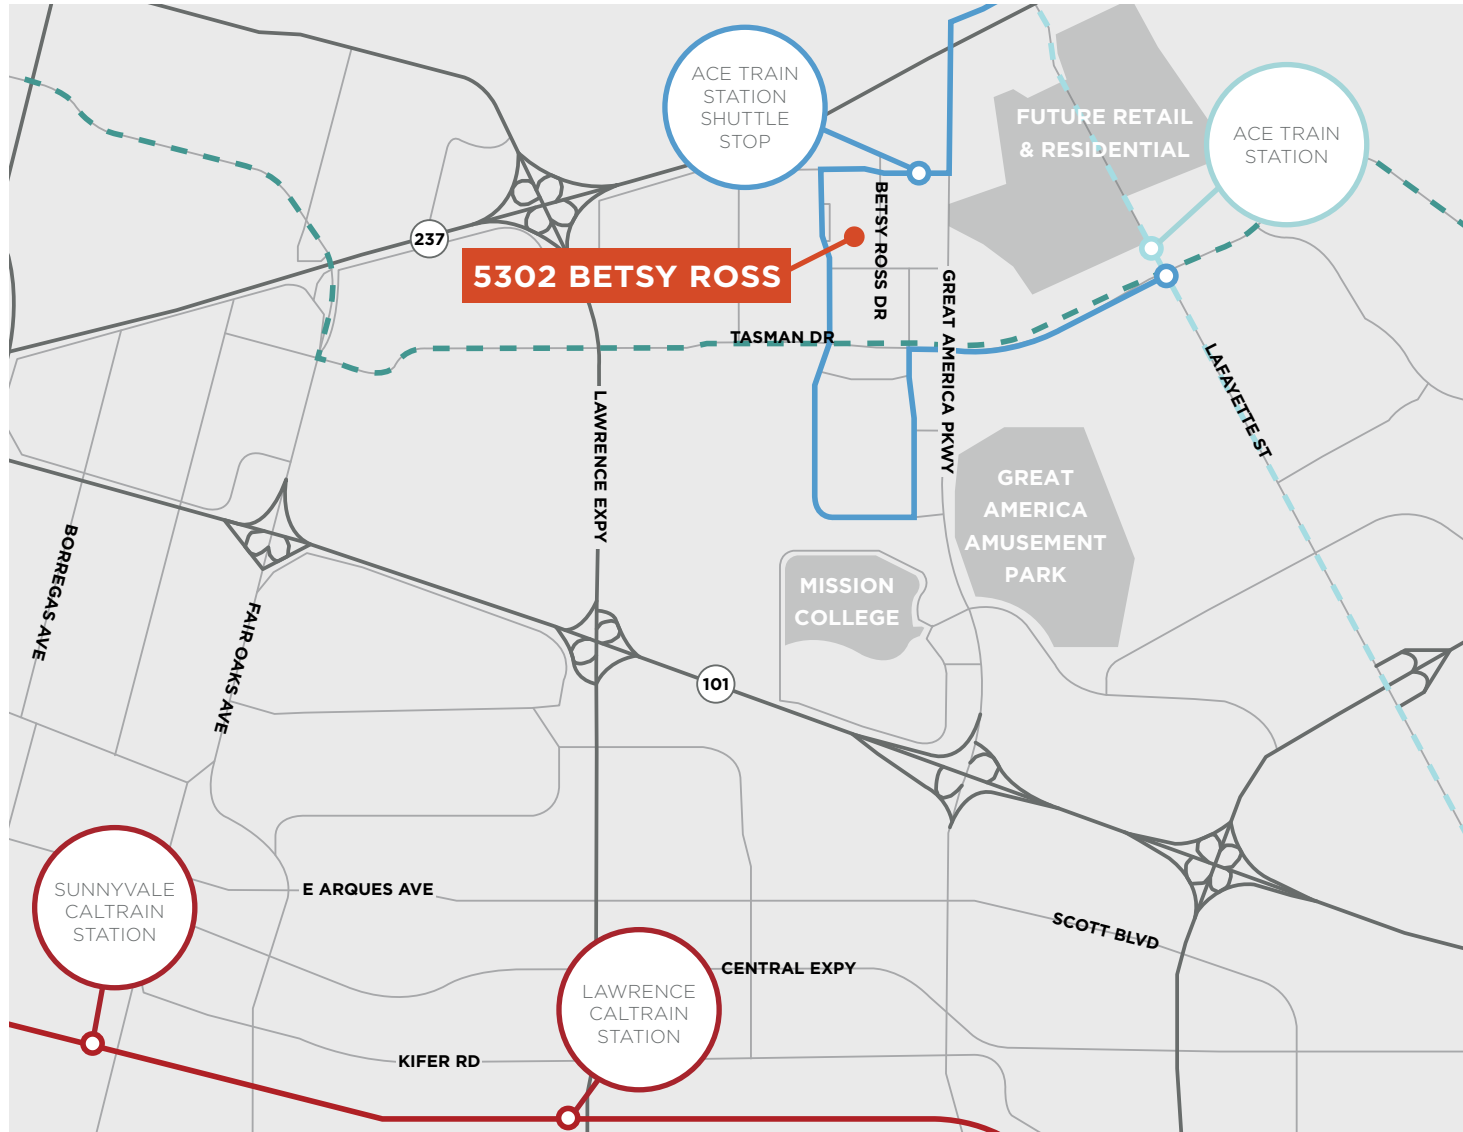 ACE TRAIN
STATION
SHUTTLE
STOP
FUTURE RETAIL
& RESIDENTIAL
ACE TRAIN
STATION
237
5302 BETSY ROSS
BETSY ROSS DR
GREAT AMERICA PKWY
TASMAN DR
LAFAYETTE ST
LAWRENCE EXPY
GREAT
AMERICA
AMUSEMENT
PARK
BORREGAS AVE
FAIR OAKS AVE
MISSION
COLLEGE
101
SUNNYVALE
CALTRAIN
STATION
E ARQUES AVE
SCOTT BLVD
CENTRAL EXPY
LAWRENCE
CALTRAIN
STATION
KIFER RD